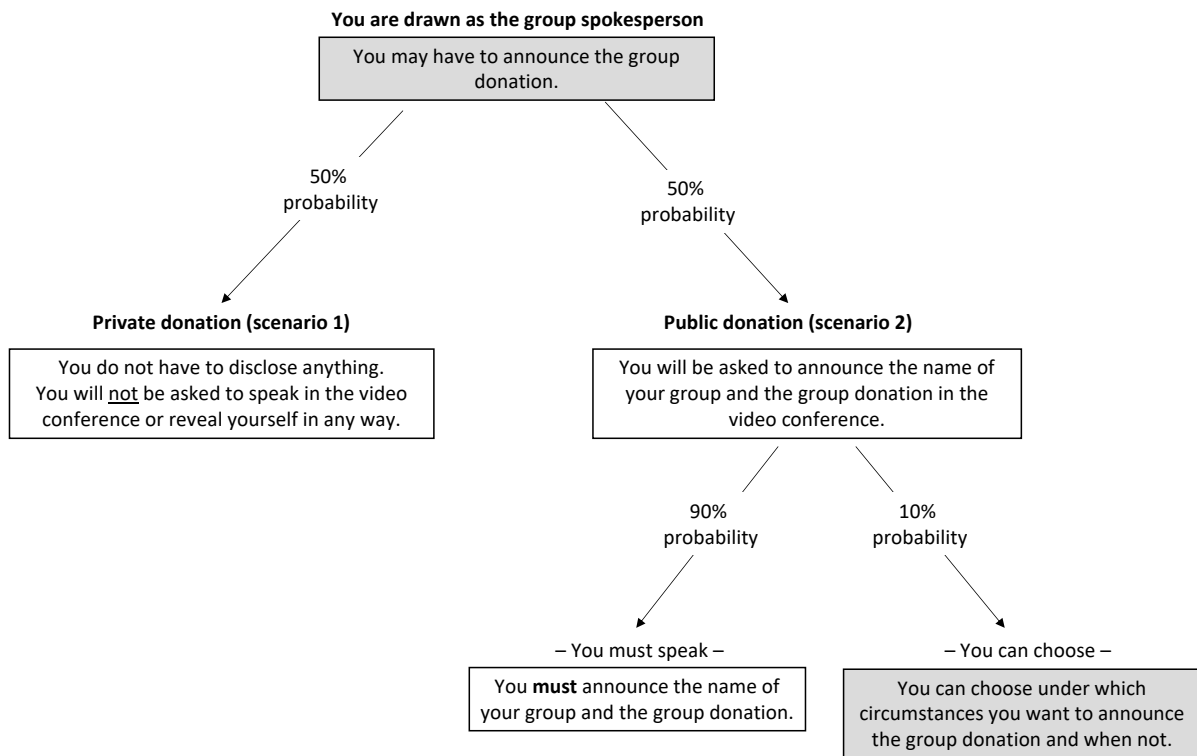 You are drawn as the group spokesperson
You may have to announce the group
donation.
50%
probability
50%
probability
Private donation (scenario 1)
You do not have to disclose anything.
You will not be asked to speak in the video
conference or reveal yourself in any way.
Public donation (scenario 2)
You will be asked to announce the name of
your group and the group donation in the
video conference.
90%
probability
10%
probability
– You must speak –
You must announce the name of
your group and the group donation.
– You can choose –
You can choose under which
circumstances you want to announce
the group donation and when not.